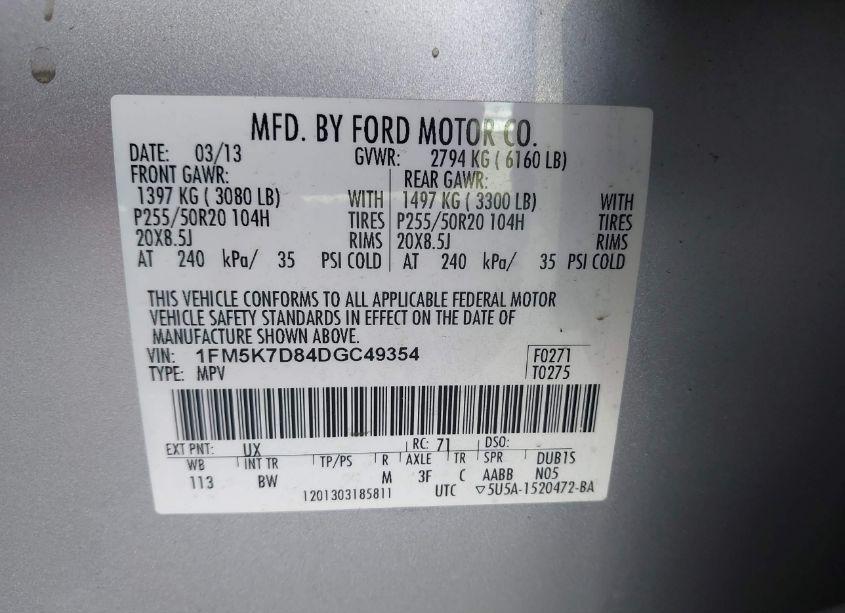 MFD. BY FORD MOTOR CO.
DATE: 03/13 GVWR: 2794 KG ( 6160 LB)
FRONT GAWR: REAR GAWR:
1397 KG ( 3080 LB) WITH 1497 KG ( 3300 LB) WITH
P255/50R20 104H TIRES P255/50R20 104H TIRES
20X8.5J RIMS 20X8.5J RIMS
AT 240 kPa/ 35 PSI COLD AT 240 kPa/ 35 PSI COLD
THIS VEHICLE CONFORMS TO ALL APPLICABLE FEDERAL MOTOR
VEHICLE SAFETY STANDARDS IN EFFECT ON THE DATE OF
MANUFACTURE SHOWN ABOVE.
VIN: 1FM5K7D84DGC49354 F0271
TYPE: MPV T0275
EXT PNT: UX RC: 71 DSO:
WB INT TR TP/PS R AXLE TR SPR DUB1S
113 BW M 3F C AABB N05
1201303185811 UTC ▽5U5A-1520472-BA